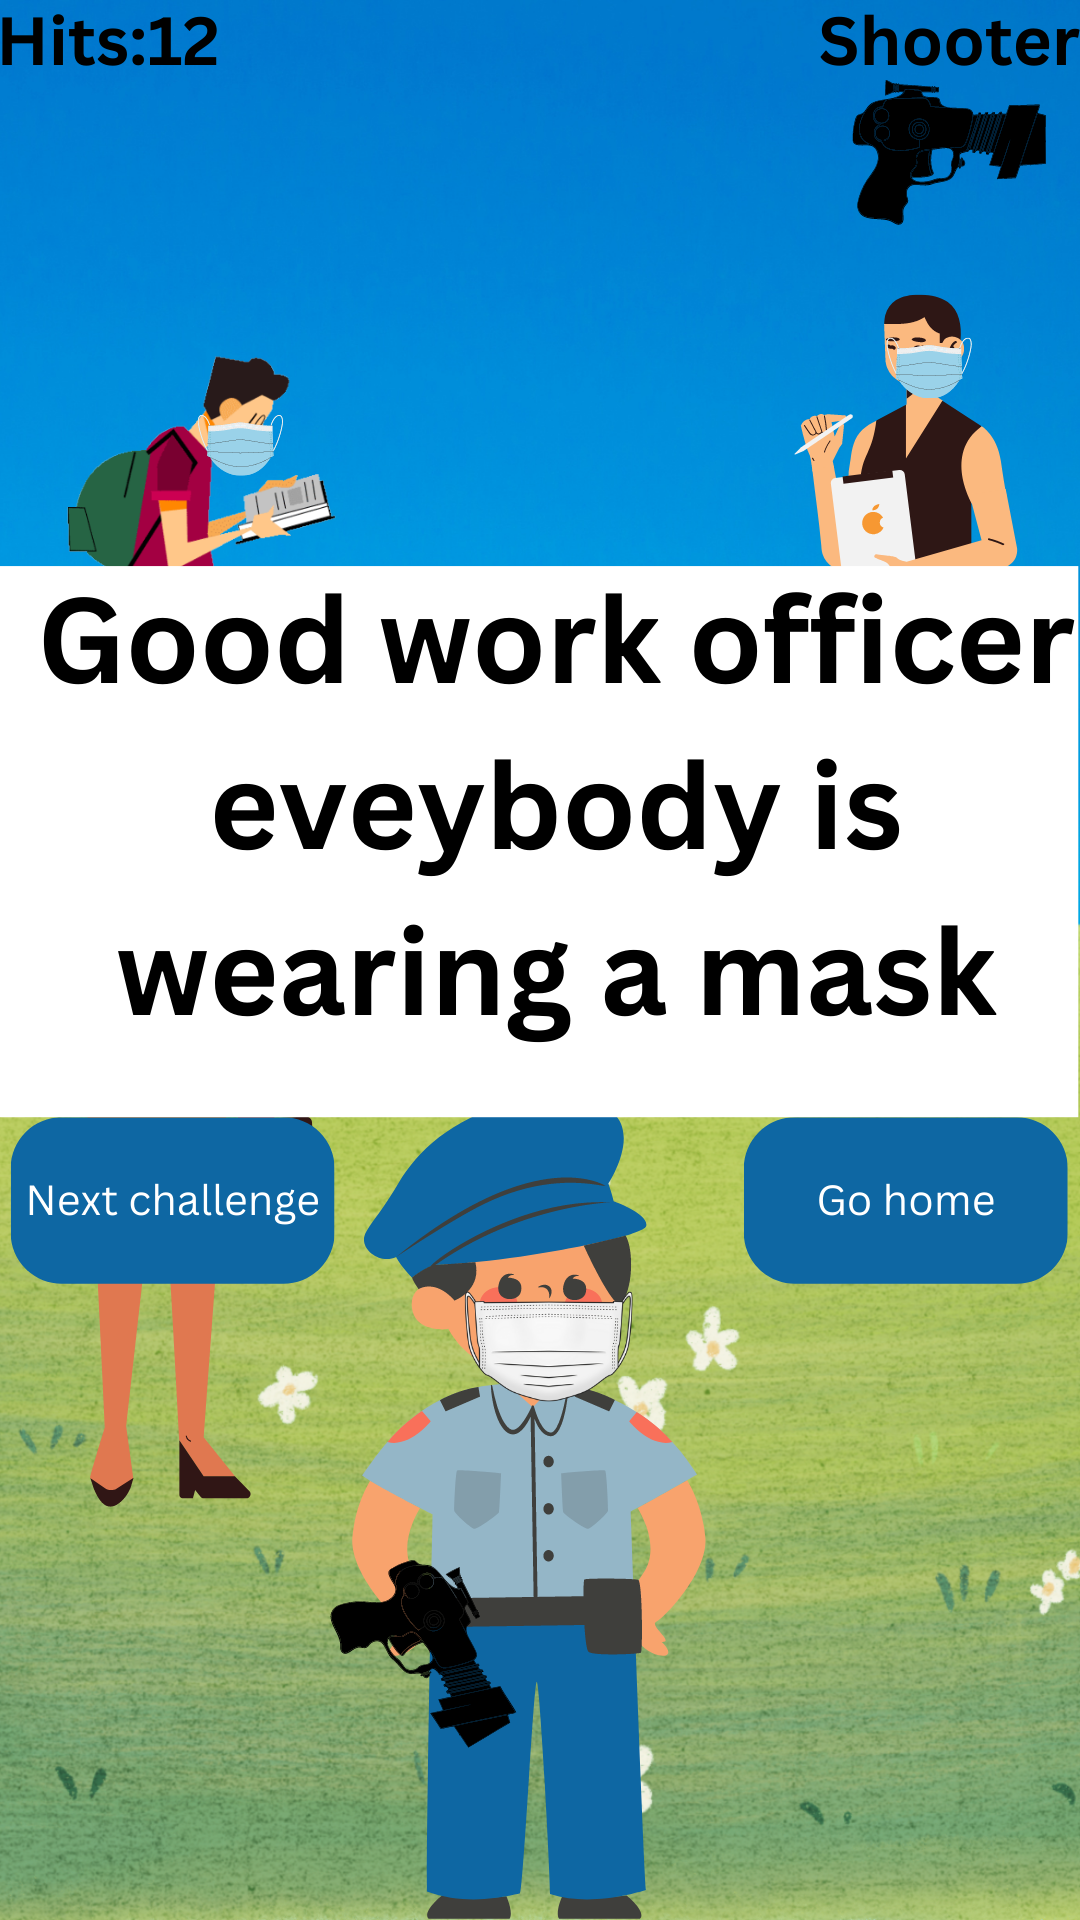 Hits:12
Shooter
Good work officer
eveybody is
wearing a mask
Next challenge
Go home